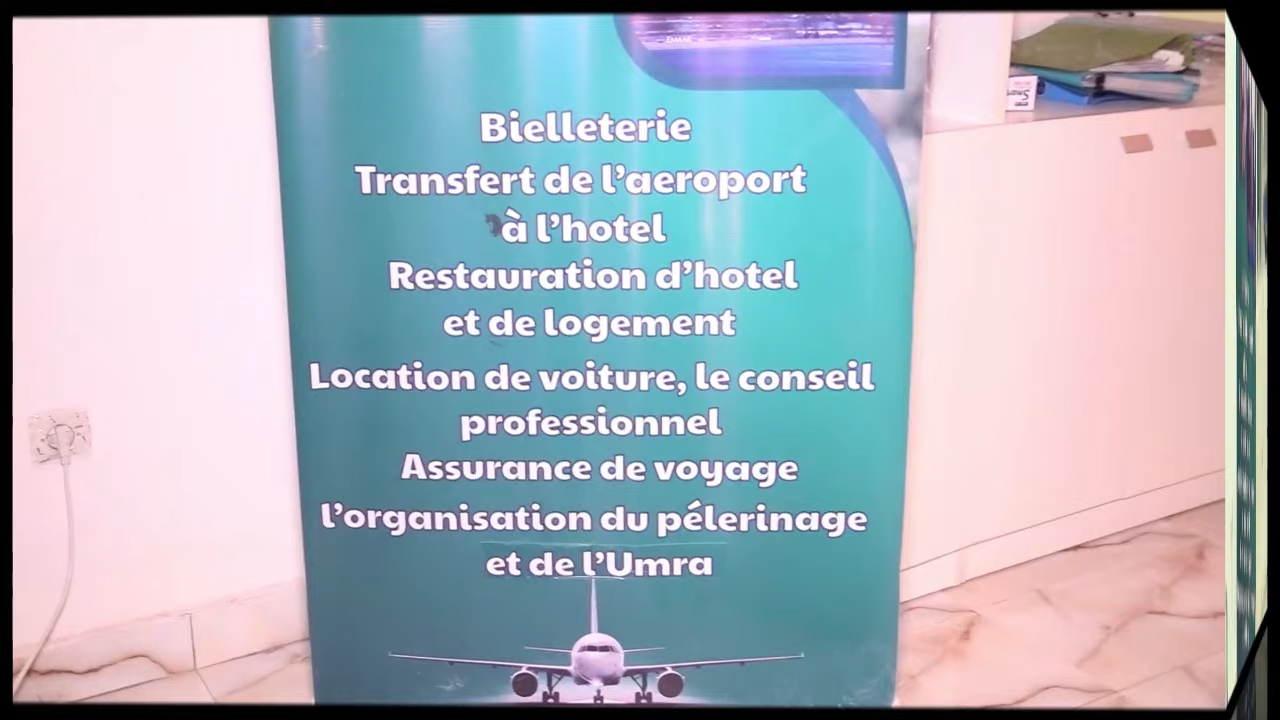 Bielleterie
Transfert de l'aeroport
à l'hotel
Restauration d'hotel
et de logement
Location de voiture, le conseil
professionnel
Assurance de voyage
l'organisation du pélerinage
et de l'Umra